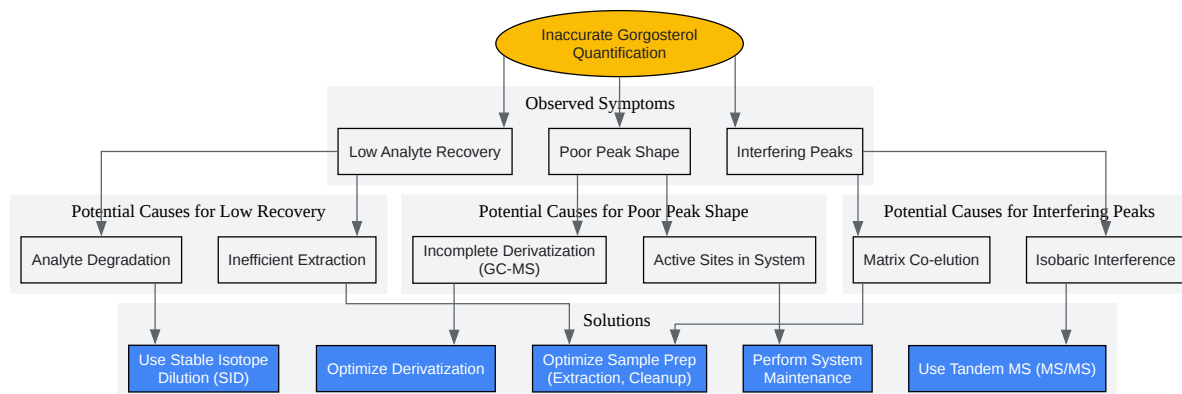 Inaccurate Gorgosterol
Quantification
Observed Symptoms
Low Analyte Recovery
Poor Peak Shape
Interfering Peaks
Potential Causes for Low Recovery
Potential Causes for Poor Peak Shape
Potential Causes for Interfering Peaks
Analyte Degradation
Inefficient Extraction
Incomplete Derivatization
(GC-MS)
Active Sites in System
Matrix Co-elution
Isobaric Interference
Solutions
Use Stable Isotope
Dilution (SID)
Optimize Derivatization
Optimize Sample Prep
(Extraction, Cleanup)
Perform System
Maintenance
Use Tandem MS (MS/MS)